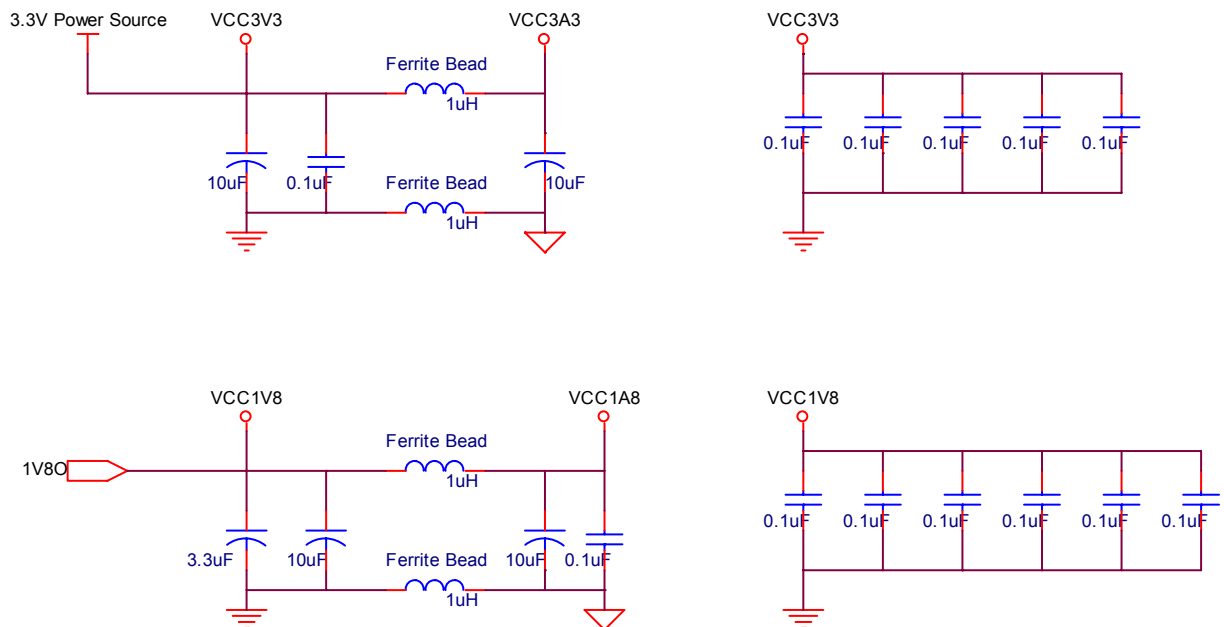 3.3V Power Source
VCC3V3
VCC3A3
VCC3V3
Ferrite Bead
1uH
0.1uF
0.1uF
0.1uF
0.1uF
0.1uF
10uF
0.1uF
Ferrite Bead
10uF
1uH
VCC1V8
VCC1A8
VCC1V8
Ferrite Bead
1V8O
1uH
0.1uF
0.1uF
0.1uF
0.1uF
0.1uF
0.1uF
3.3uF
10uF
Ferrite Bead
10uF
0.1uF
1uH